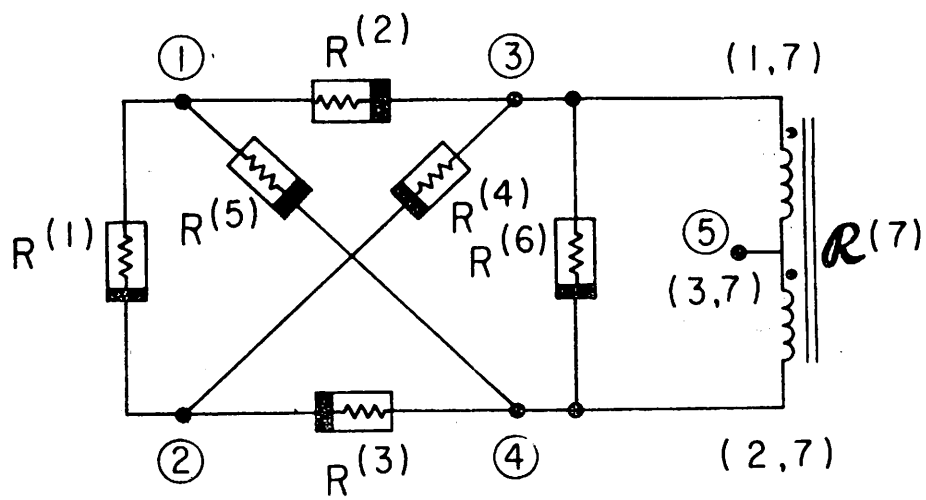 R^(2)
① ③ (1,7)
R^(5) R^(4)
R^(1) R^(6) ⑤ ℛ^(7)
(3,7)
② ④ (2,7)
R^(3)